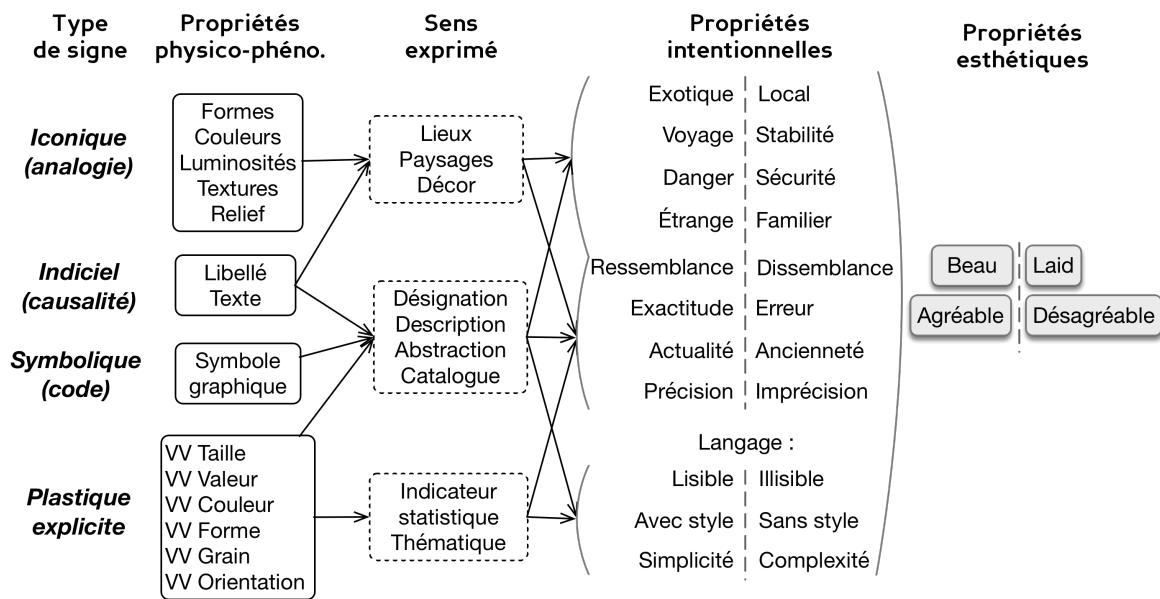 Type
de signe
Propriétés
physico-phéno.
Sens
exprimé
Propriétés
intentionnelles
Propriétés
esthétiques
Iconique
(analogie)
Formes
Couleurs
Luminosités
Textures
Relief
Lieux
Paysages
Décor
Indiciel
(causalité)
Libellé
Texte
Symbolique
(code)
Symbole
graphique
Désignation
Description
Abstraction
Catalogue
Plastique
explicite
VV Taille
VV Valeur
VV Couleur
VV Forme
VV Grain
VV Orientation
Indicateur
statistique
Thématique
Exotique Local
Voyage Stabilité
Danger Sécurité
Étrange Familier
Ressemblance Dissemblance
Exactitude Erreur
Actualité Ancienneté
Précision Imprécision
Langage :
Lisible Illisible
Avec style Sans style
Simplicité Complexité
Beau Laid
Agréable Désagréable